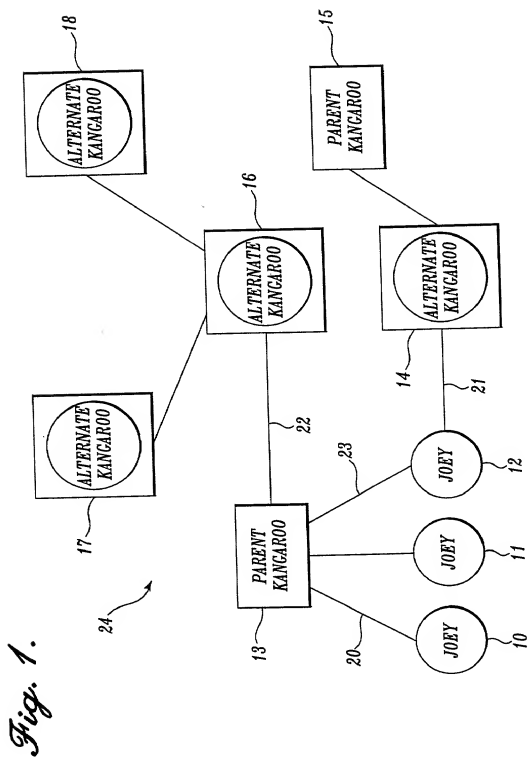 Fig. 1.
24
17
ALTERNATE
KANGAROO
18
ALTERNATE
KANGAROO
16
ALTERNATE
KANGAROO
15
PARENT
KANGAROO
22
13
PARENT
KANGAROO
14
ALTERNATE
KANGAROO
20
23
21
10
JOEY
11
JOEY
12
JOEY